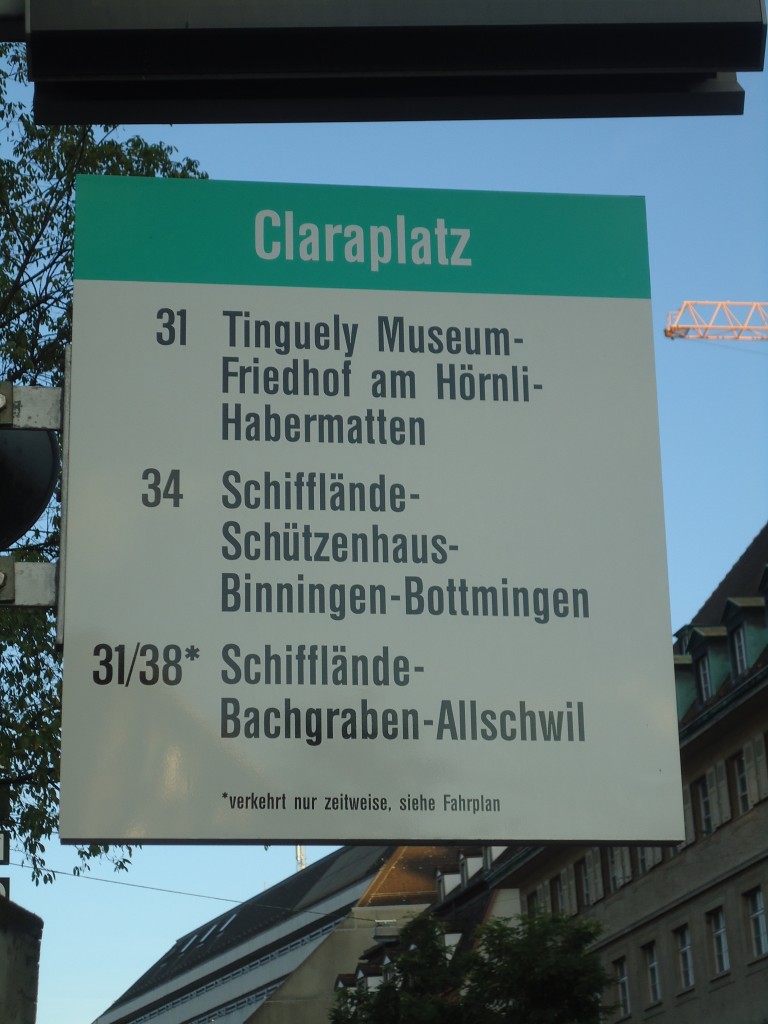 Claraplatz
31 Tinguely Museum-
Friedhof am Hörnli-
Habermatten
34 Schifflände-
Schützenhaus-
Binningen-Bottmingen
31/38* Schifflände-
Bachgraben-Allschwil
*verkehrt nur zeitweise, siehe Fahrplan